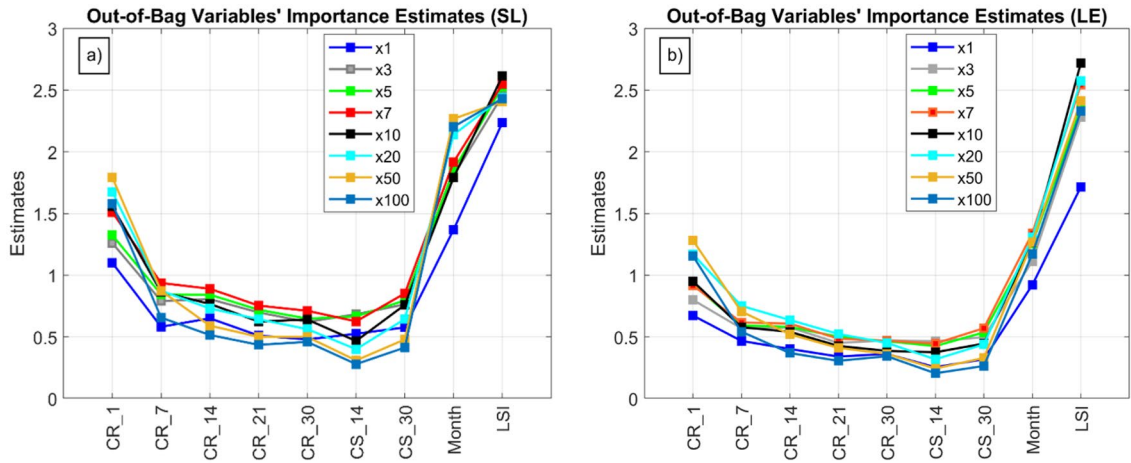 Out-of-Bag Variables' Importance Estimates (SL)
a)
x1
x3
x5
x7
x10
x20
x50
x100
3
2.5
2
1.5
1
0.5
0
Estimates
CR_1
CR_7
CR_14
CR_21
CR_30
CS_14
CS_30
Month
LSI
Out-of-Bag Variables' Importance Estimates (LE)
b)
x1
x3
x5
x7
x10
x20
x50
x100
3
2.5
2
1.5
1
0.5
0
Estimates
CR_1
CR_7
CR_14
CR_21
CR_30
CS_14
CS_30
Month
LSI